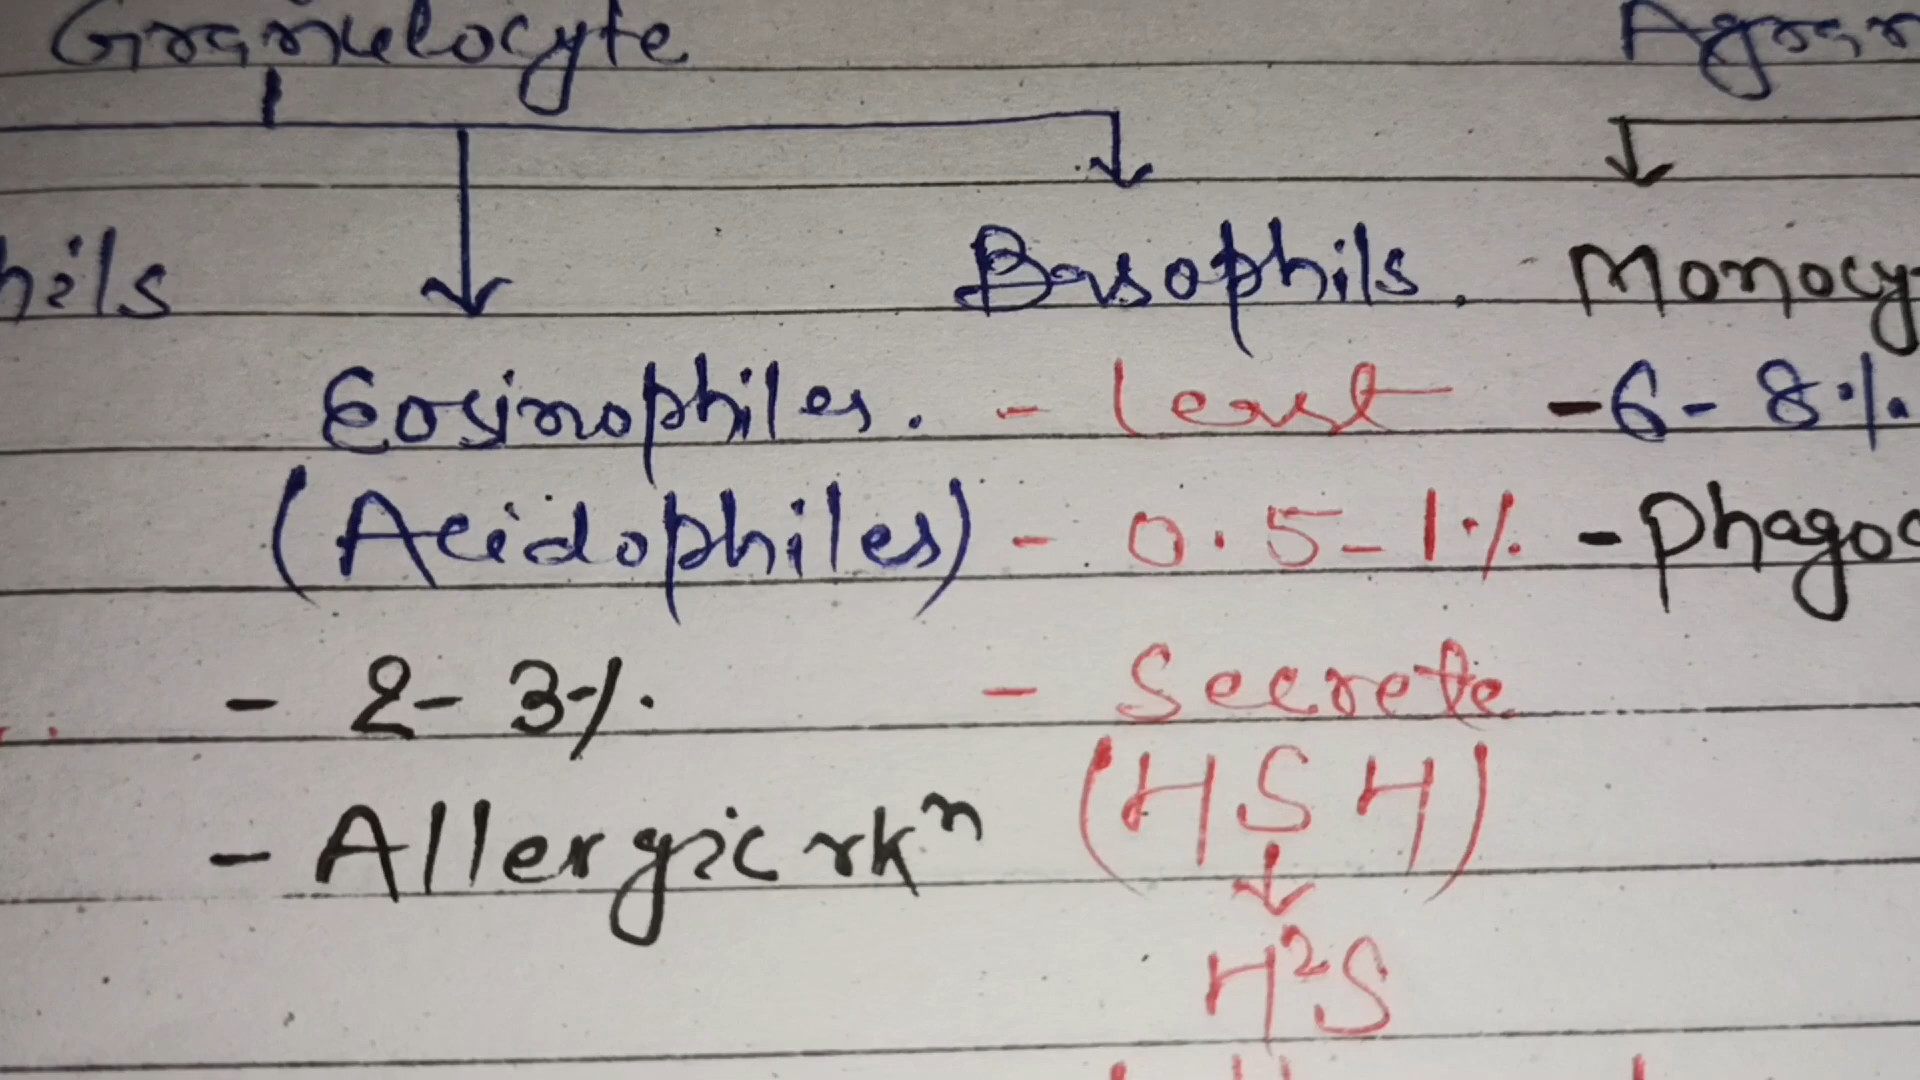 Granulocyte Agran
hils Basophils. Monocy
Eosinophiles. - least -6-8%.
(Acidophiles) - 0.5-1% -Phagoc
- 2-3%. - Secrete
- Allergic rkⁿ (HSH)
↓
H²S